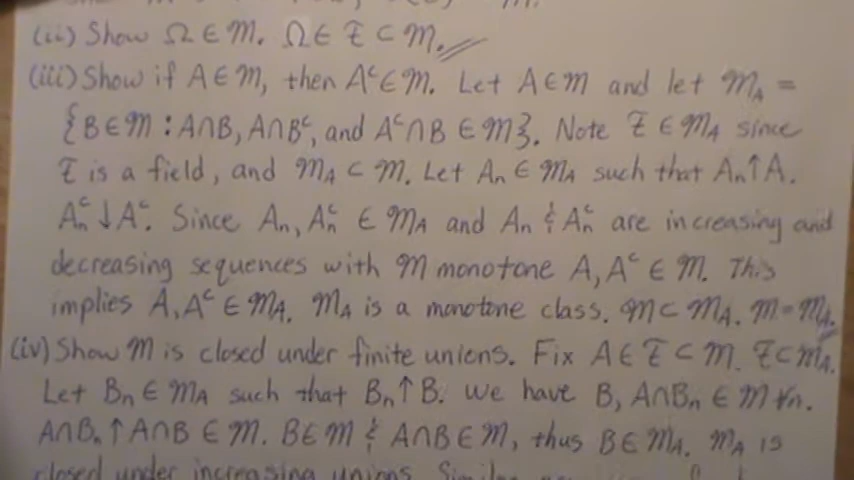 (ii) Show Ω ∈ M. Ω ∈ F ⊂ M.
(iii) Show if A ∈ M, then Aᶜ ∈ M. Let A ∈ M and let M_A =
{B ∈ M : A∩B, A∩Bᶜ, and Aᶜ∩B ∈ M}. Note F ∈ M_A since
F is a field, and M_A ⊂ M. Let Aₙ ∈ M_A such that Aₙ↑A.
Aₙᶜ ↓ Aᶜ. Since Aₙ, Aₙᶜ ∈ M_A and Aₙ & Aₙᶜ are increasing and
decreasing sequences with M monotone A, Aᶜ ∈ M. This
implies A, Aᶜ ∈ M_A. M_A is a monotone class. M ⊂ M_A. M = M_A.
(iv) Show M is closed under finite unions. Fix A ∈ F ⊂ M. F ⊂ M_A.
Let Bₙ ∈ M_A such that Bₙ↑B. We have B, A∩Bₙ ∈ M ∀n.
A∩Bₙ ↑ A∩B ∈ M. B ∈ M & A∩B ∈ M, thus B ∈ M_A. M_A is
closed under increasing unions.